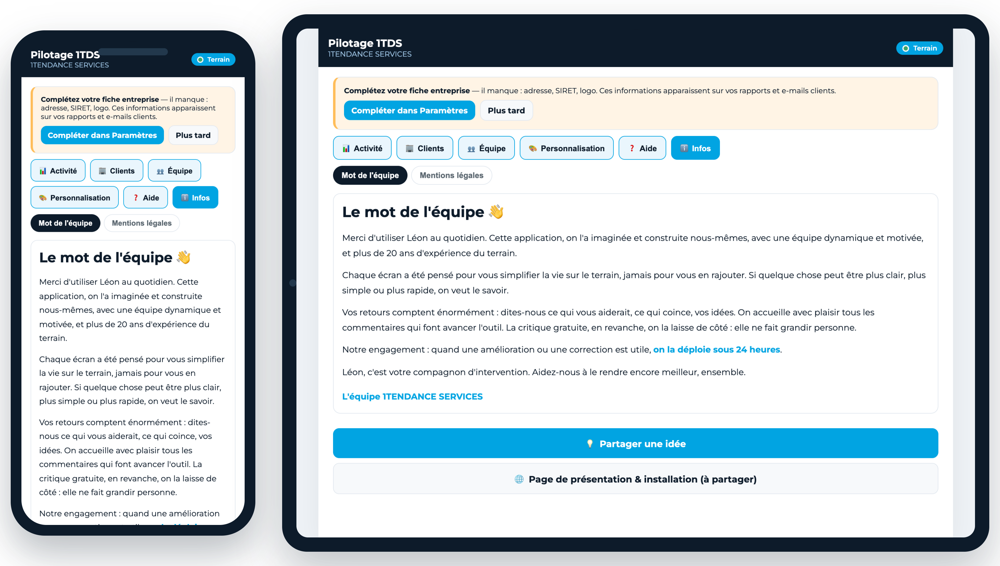 Pilotage 1TDS
1TENDANCE SERVICES
Terrain
Complétez votre fiche entreprise — il manque :
adresse, SIRET, logo. Ces informations apparaissent
sur vos rapports et e-mails clients.
Compléter dans Paramètres
Plus tard
Activité
Clients
Équipe
Personnalisation
Aide
Infos
Mot de l'équipe
Mentions légales
Le mot de l'équipe 👋
Merci d'utiliser Léon au quotidien. Cette
application, on l'a imaginée et construite
nous-mêmes, avec une équipe dynamique et
motivée, et plus de 20 ans d'expérience du
terrain.
Chaque écran a été pensé pour vous simplifier
la vie sur le terrain, jamais pour vous en
rajouter. Si quelque chose peut être plus clair,
plus simple ou plus rapide, on veut le savoir.
Vos retours comptent énormément : dites-
nous ce qui vous aiderait, ce qui coince, vos
idées. On accueille avec plaisir tous les
commentaires qui font avancer l'outil. La
critique gratuite, en revanche, on la laisse de
côté : elle ne fait grandir personne.
Notre engagement : quand une amélioration
Pilotage 1TDS
1TENDANCE SERVICES
Terrain
Complétez votre fiche entreprise — il manque : adresse, SIRET, logo. Ces informations apparaissent sur vos rapports et e-mails clients.
Compléter dans Paramètres
Plus tard
Activité
Clients
Équipe
Personnalisation
Aide
Infos
Mot de l'équipe
Mentions légales
Le mot de l'équipe 👋
Merci d'utiliser Léon au quotidien. Cette application, on l'a imaginée et construite nous-mêmes, avec une équipe dynamique et motivée,
et plus de 20 ans d'expérience du terrain.
Chaque écran a été pensé pour vous simplifier la vie sur le terrain, jamais pour vous en rajouter. Si quelque chose peut être plus clair, plus
simple ou plus rapide, on veut le savoir.
Vos retours comptent énormément : dites-nous ce qui vous aiderait, ce qui coince, vos idées. On accueille avec plaisir tous les
commentaires qui font avancer l'outil. La critique gratuite, en revanche, on la laisse de côté : elle ne fait grandir personne.
Notre engagement : quand une amélioration ou une correction est utile, on la déploie sous 24 heures.
Léon, c'est votre compagnon d'intervention. Aidez-nous à le rendre encore meilleur, ensemble.
L'équipe 1TENDANCE SERVICES
Partager une idée
Page de présentation & installation (à partager)